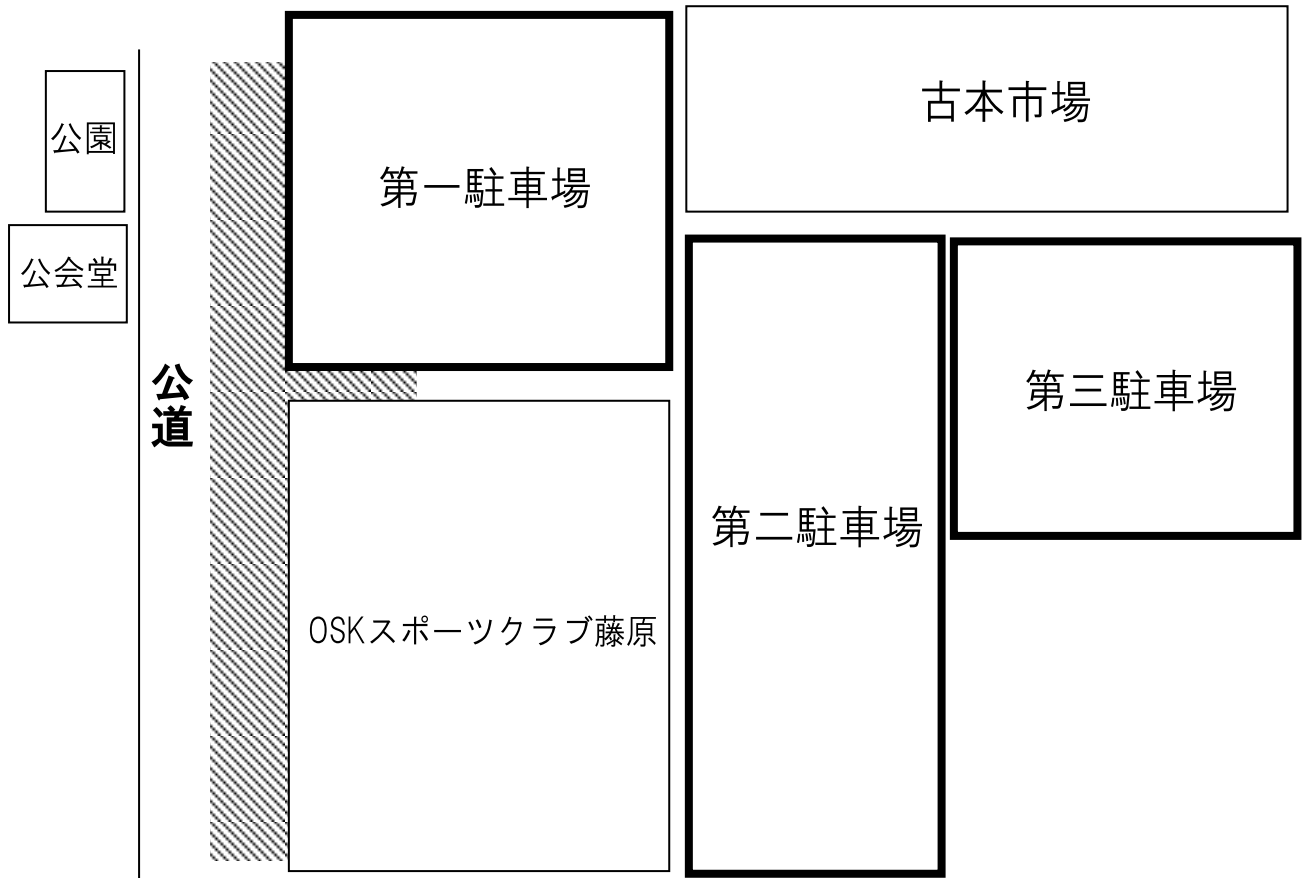 古本市場
公園
第一駐車場
公会堂
公道
第三駐車場
第二駐車場
OSKスポーツクラブ藤原